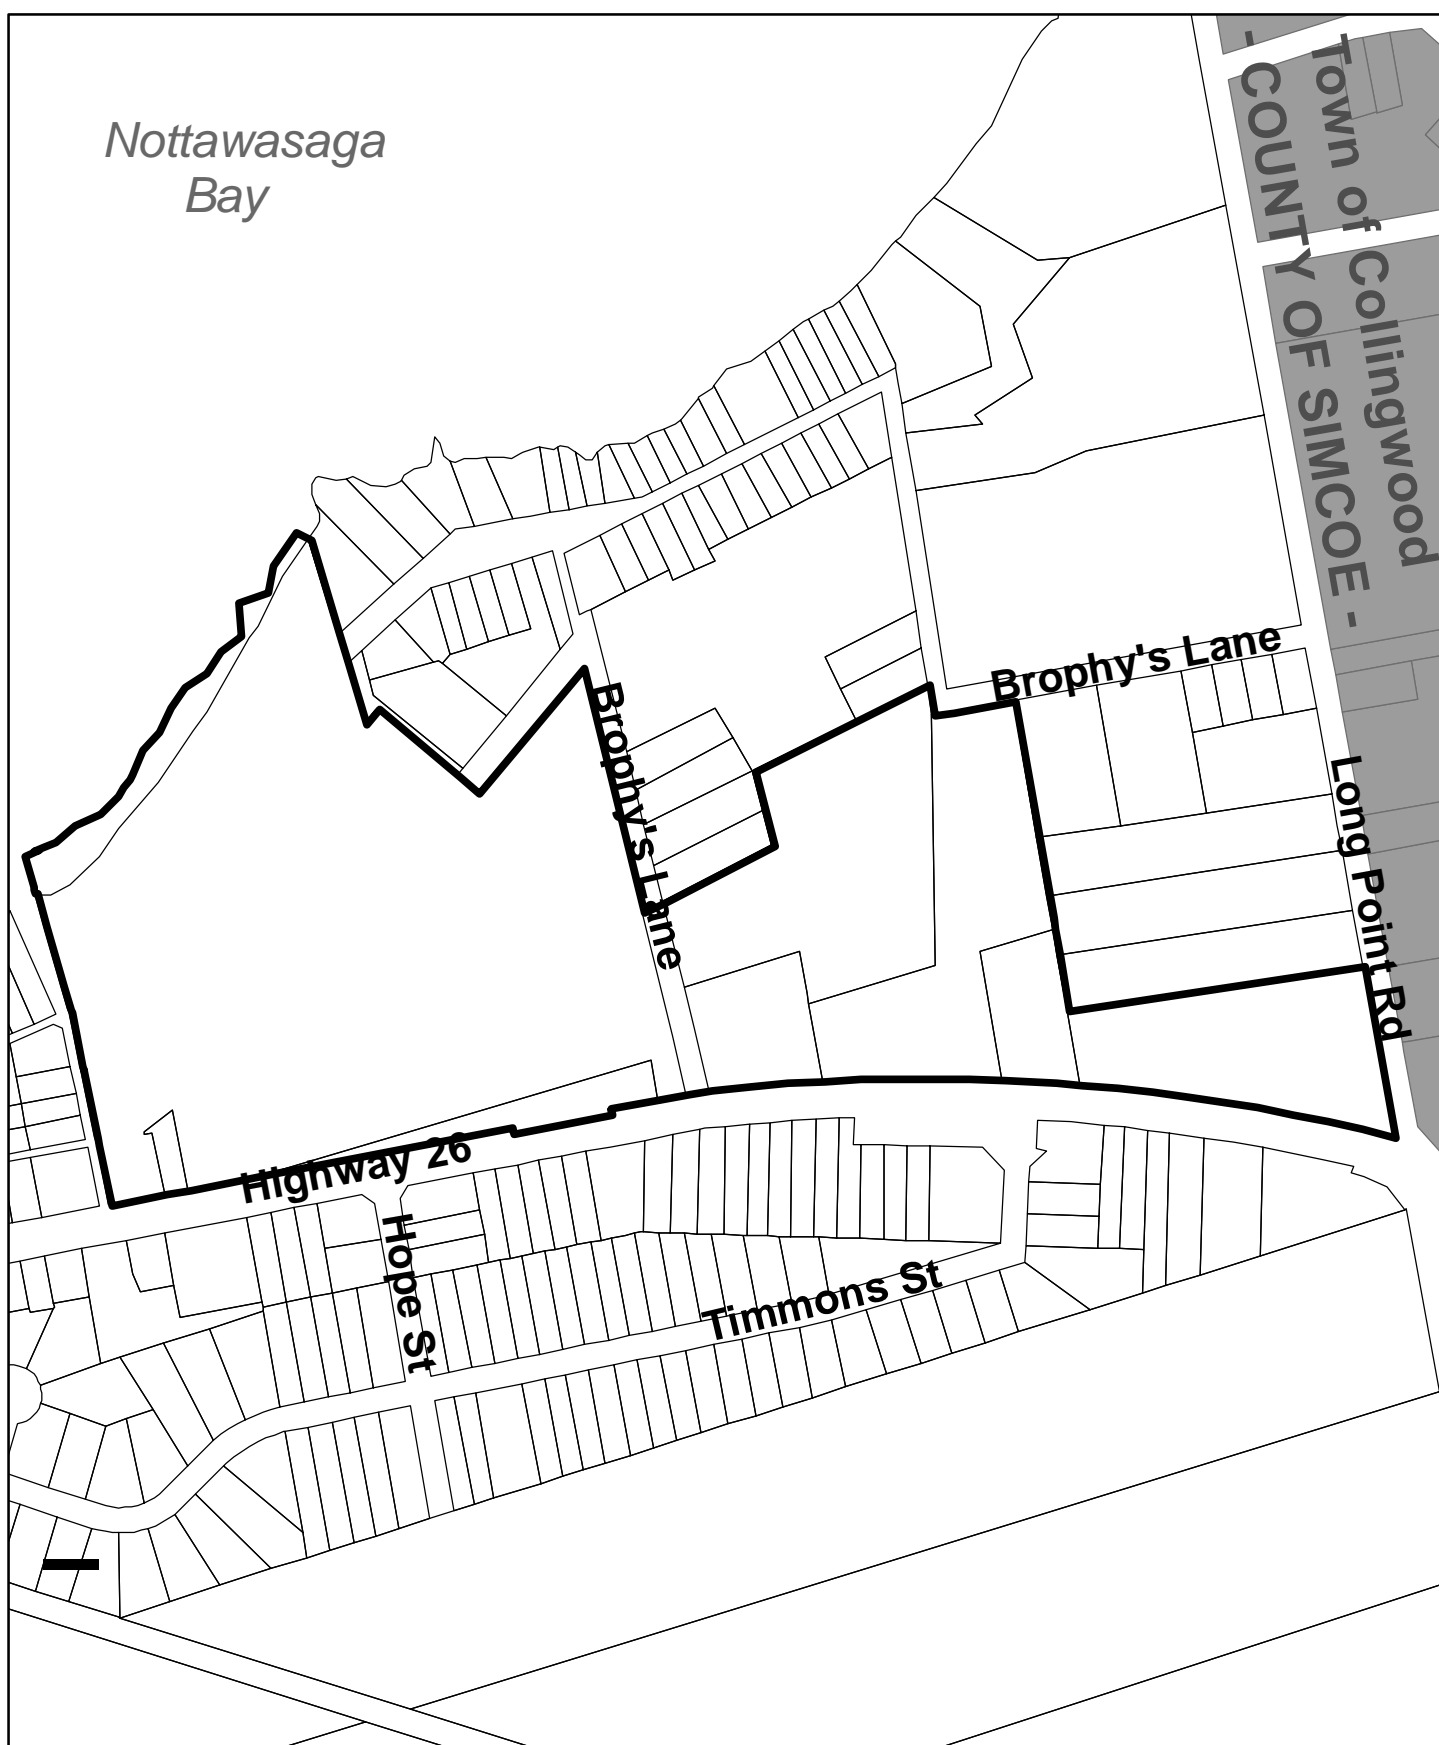 Nottawasaga
Bay
Town of Collingwood
- COUNTY OF SIMCOE -
Brophy's Lane
Brophy's Lane
Long Point Rd
Highway 26
Hope St
Timmons St